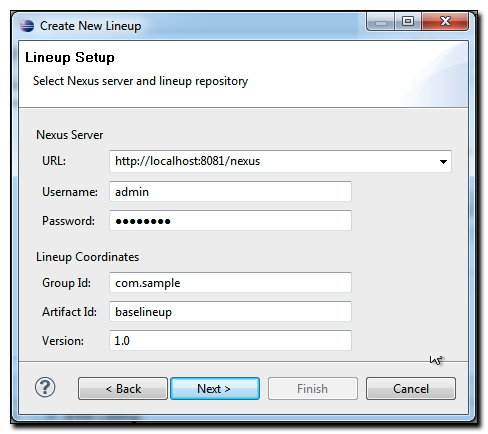 Create New Lineup
Lineup Setup
Select Nexus server and lineup repository
Nexus Server
URL: http://localhost:8081/nexus
Username: admin
Password: ●●●●●●●●
Lineup Coordinates
Group Id: com.sample
Artifact Id: baselineup
Version: 1.0
? < Back Next > Finish Cancel